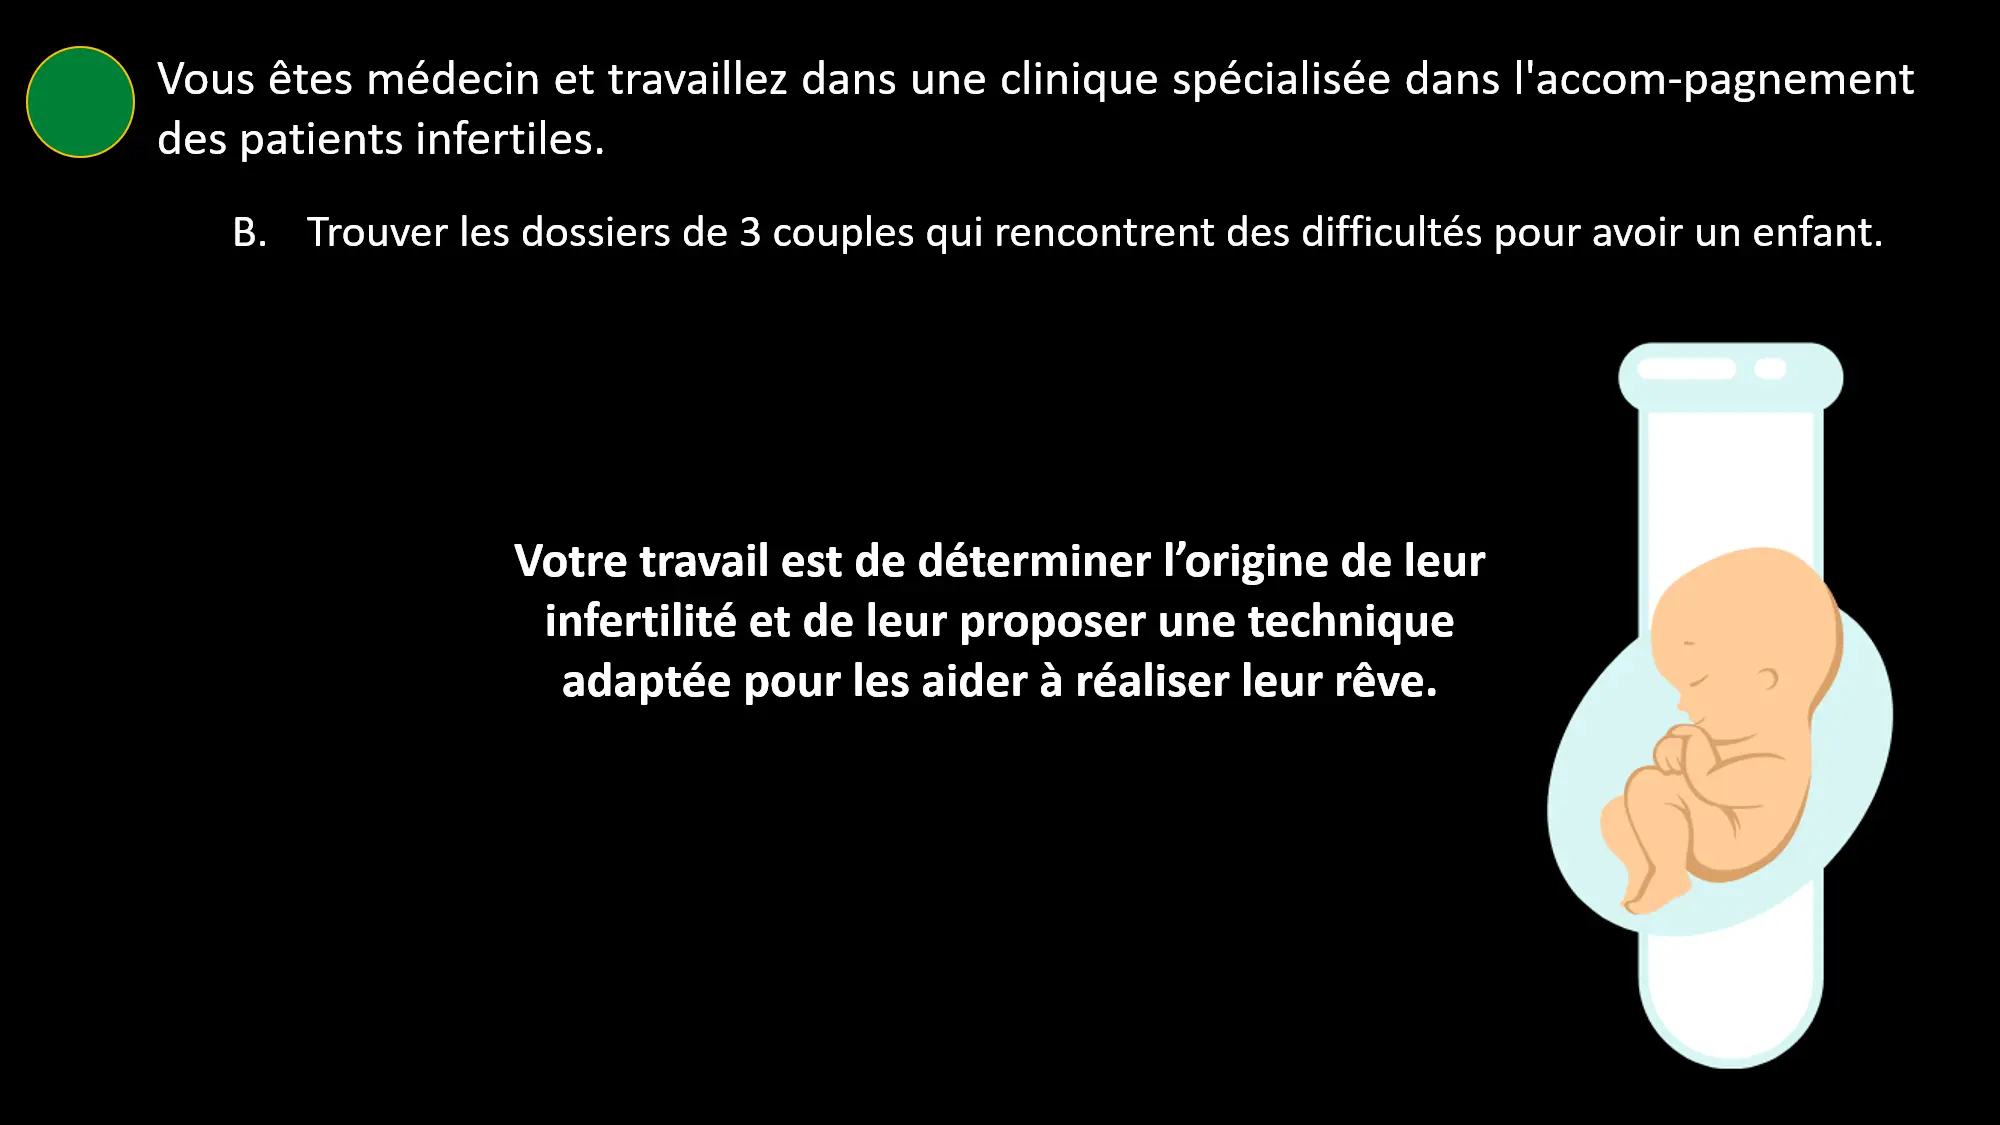 Vous êtes médecin et travaillez dans une clinique spécialisée dans l'accom-pagnement
des patients infertiles.
B. Trouver les dossiers de 3 couples qui rencontrent des difficultés pour avoir un enfant.
Votre travail est de déterminer l’origine de leur
infertilité et de leur proposer une technique
adaptée pour les aider à réaliser leur rêve.